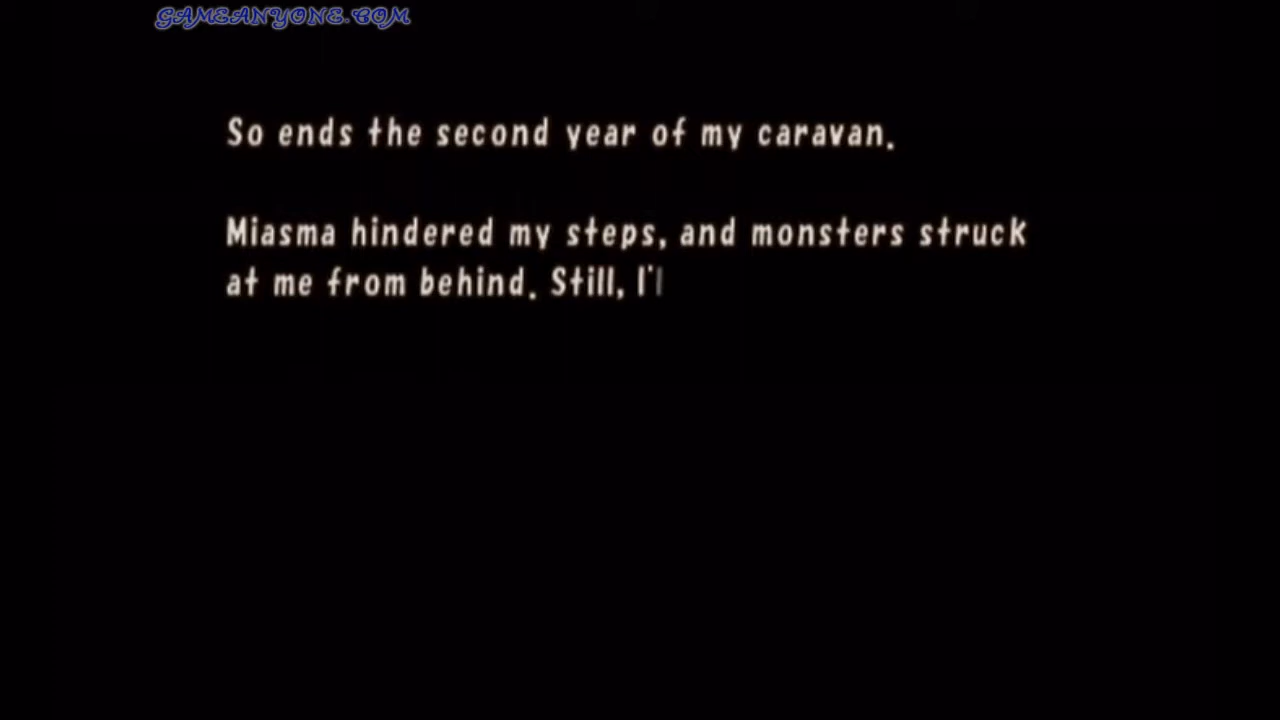 GAMEANYONE.COM
So ends the second year of my caravan.
Miasma hindered my steps, and monsters struck
at me from behind. Still, I'l